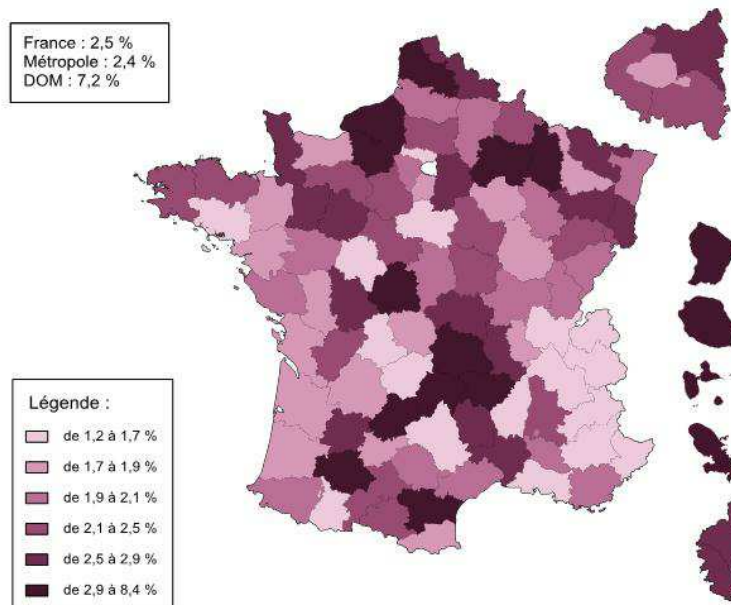 France : 2,5 %
Métropole : 2,4 %
DOM : 7,2 %
Légende :
de 1,2 à 1,7 %
de 1,7 à 1,9 %
de 1,9 à 2,1 %
de 2,1 à 2,5 %
de 2,5 à 2,9 %
de 2,9 à 8,4 %